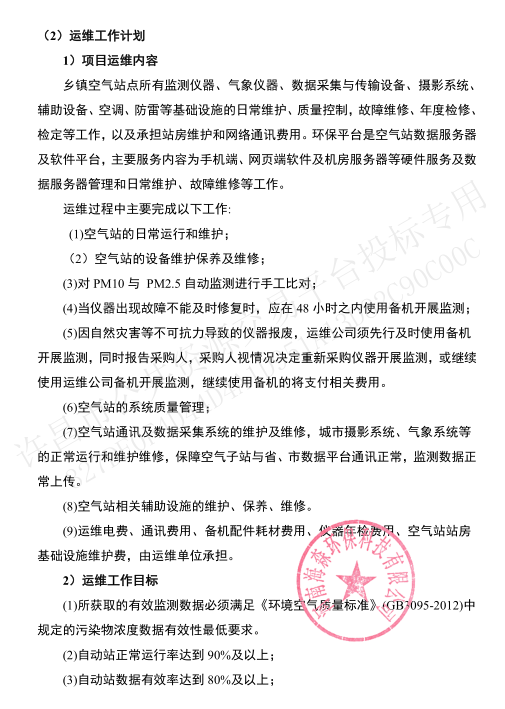 （2）运维工作计划
1）项目运维内容
乡镇空气站点所有监测仪器、气象仪器、数据采集与传输设备、摄影系统、
辅助设备、空调、防雷等基础设施的日常维护、质量控制，故障维修、年度检修、
检定等工作，以及承担站房维护和网络通讯费用。环保平台是空气站数据服务器
及软件平台，主要服务内容为手机端、网页端软件及机房服务器等硬件服务及数
据服务器管理和日常维护、故障维修等工作。
运维过程中主要完成以下工作:
(1)空气站的日常运行和维护；
（2）空气站的设备维护保养及维修；
(3)对 PM10 与 PM2.5 自动监测进行手工比对；
(4)当仪器出现故障不能及时修复时，应在 48 小时之内使用备机开展监测；
(5)因自然灾害等不可抗力导致的仪器报废，运维公司须先行及时使用备机
开展监测，同时报告采购人，采购人视情况决定重新采购仪器开展监测，或继续
使用运维公司备机开展监测，继续使用备机的将支付相关费用。
(6)空气站的系统质量管理；
(7)空气站通讯及数据采集系统的维护及维修，城市摄影系统、气象系统等
的正常运行和维护维修，保障空气子站与省、市数据平台通讯正常，监测数据正
常上传。
(8)空气站相关辅助设施的维护、保养、维修。
(9)运维电费、通讯费用、备机配件耗材费用、仪器年检费用、空气站站房
基础设施维护费，由运维单位承担。
2）运维工作目标
(1)所获取的有效监测数据必须满足《环境空气质量标准》(GB3095-2012)中
规定的污染物浓度数据有效性最低要求。
(2)自动站正常运行率达到 90%及以上；
(3)自动站数据有效率达到 80%及以上；
河南海森环保科技有限公司